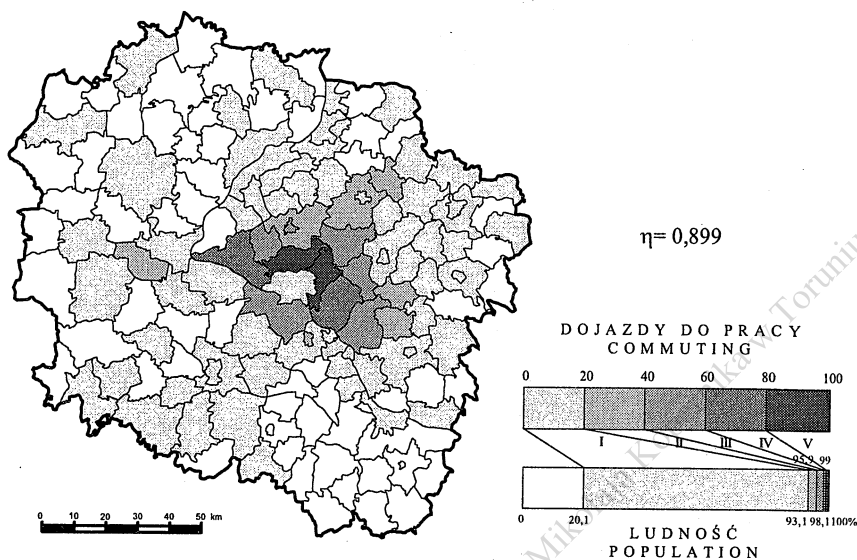 η= 0,899
DOJAZDY DO PRACY
COMMUTING
0 20 40 60 80 100
I II III IV V
95,9 99
0 20,1 93,1 98,1 100%
LUDNOŚĆ
POPULATION
0 10 20 30 40 50 km